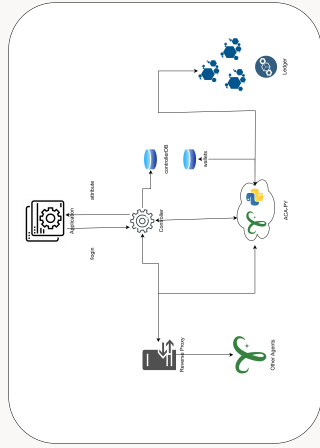 Ledger
controllerDB
wallets
attribute
Application
Controller
ACA-PY
/login
Reverse Proxy
Other Agents